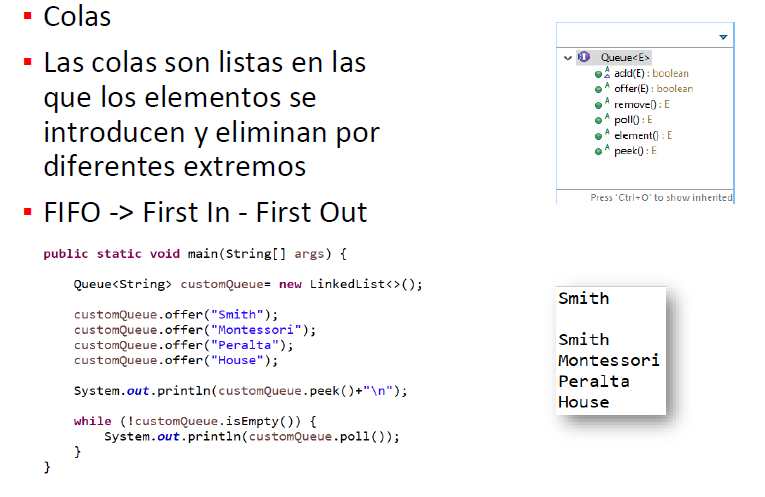 Colas
Las colas son listas en las
que los elementos se
introducen y eliminan por
diferentes extremos
FIFO -> First In - First Out
public static void main(String[] args) {
Queue<String> customQueue= new LinkedList<>();
customQueue.offer("Smith");
customQueue.offer("Montessori");
customQueue.offer("Peralta");
customQueue.offer("House");
System.out.println(customQueue.peek()+"\n");
while (!customQueue.isEmpty()) {
System.out.println(customQueue.poll());
}
}
Queue<E>
add(E) : boolean
offer(E) : boolean
remove() : E
poll() : E
element() : E
peek() : E
Press 'Ctrl+O' to show inherited
Smith
Smith
Montessori
Peralta
House